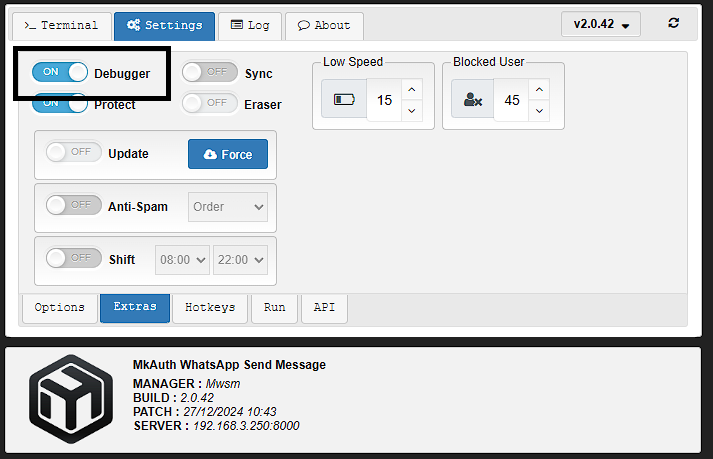 >_ Terminal Settings Log About v2.0.42
ON Debugger OFF Sync Low Speed 15 Blocked User 45
ON Protect OFF Eraser
OFF Update Force
OFF Anti-Spam Order
OFF Shift 08:00 22:00
Options Extras Hotkeys Run API
MkAuth WhatsApp Send Message
MANAGER : Mwsm
BUILD : 2.0.42
PATCH : 27/12/2024 10:43
SERVER : 192.168.3.250:8000